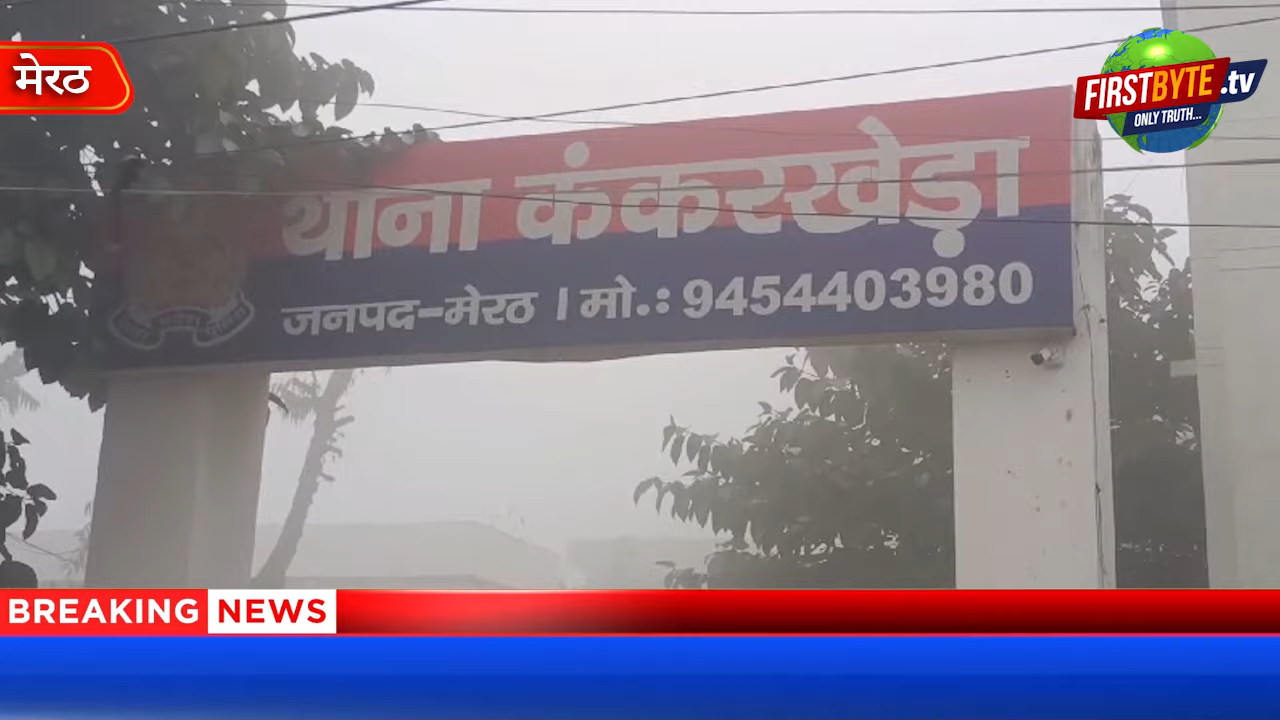 मेरठ
FIRSTBYTE.tv
ONLY TRUTH...
थाना कंकरखेड़ा
जनपद-मेरठ । मो.ः 9454403980
BREAKING NEWS